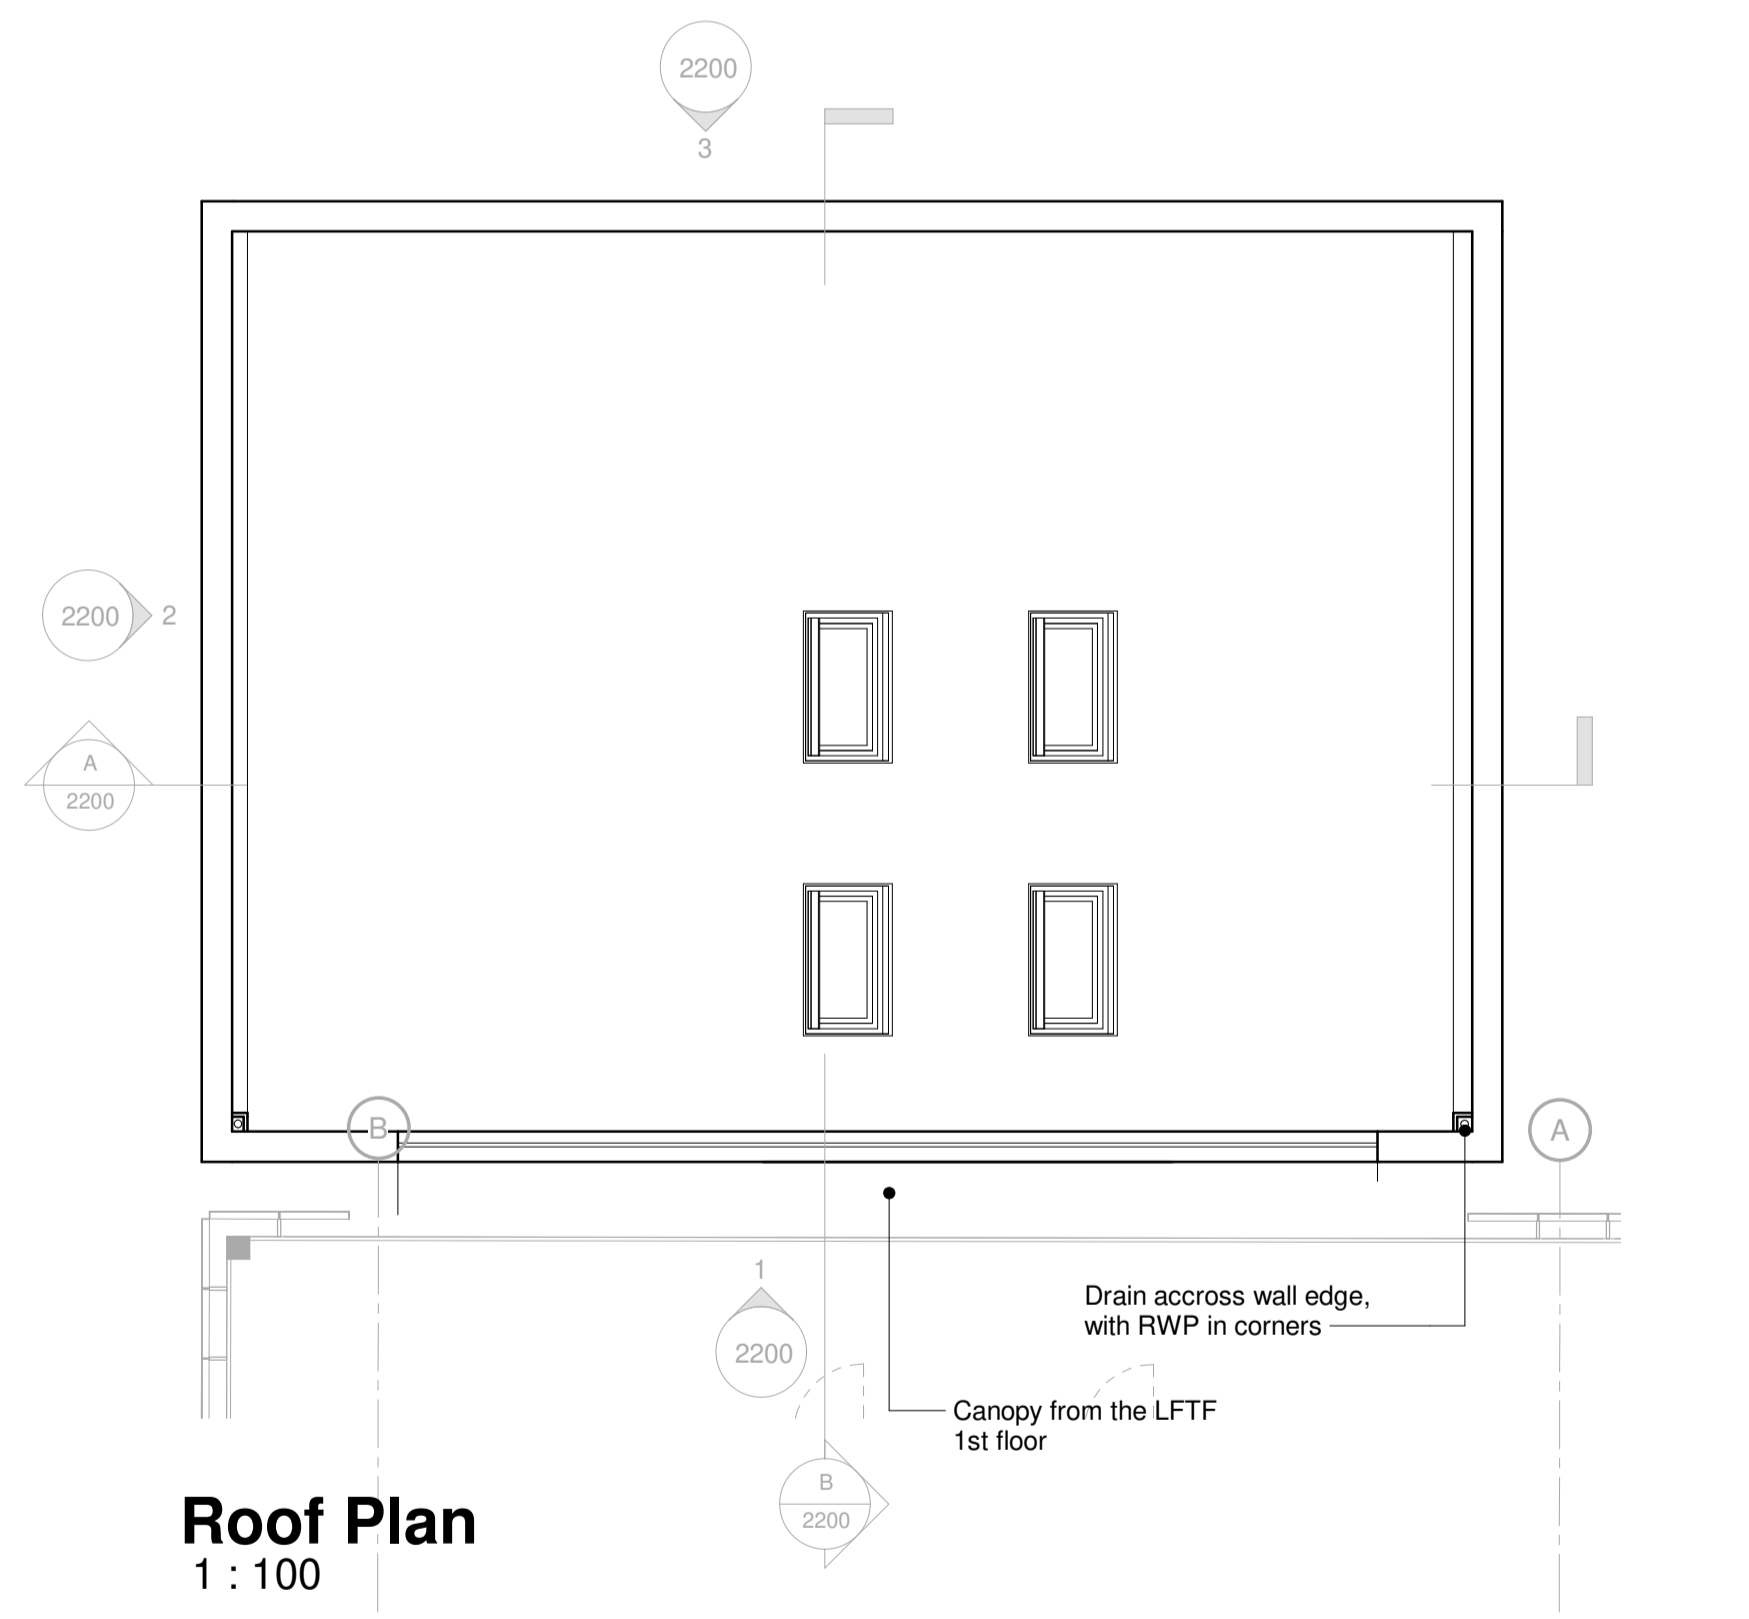 2200
3
2200
2
A
2200
B
A
1
2200
Drain accross wall edge,
with RWP in corners
Canopy from the LFTF
1st floor
B
2200
Roof Plan
1 : 100